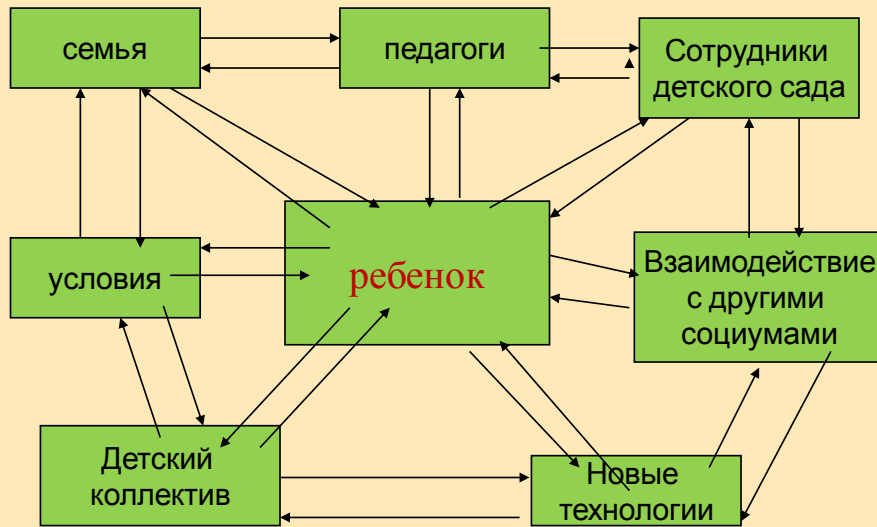 семья
педагоги
Сотрудники
детского сада
условия
ребенок
Взаимодействие
с другими
социумами
Детский
коллектив
Новые
технологии